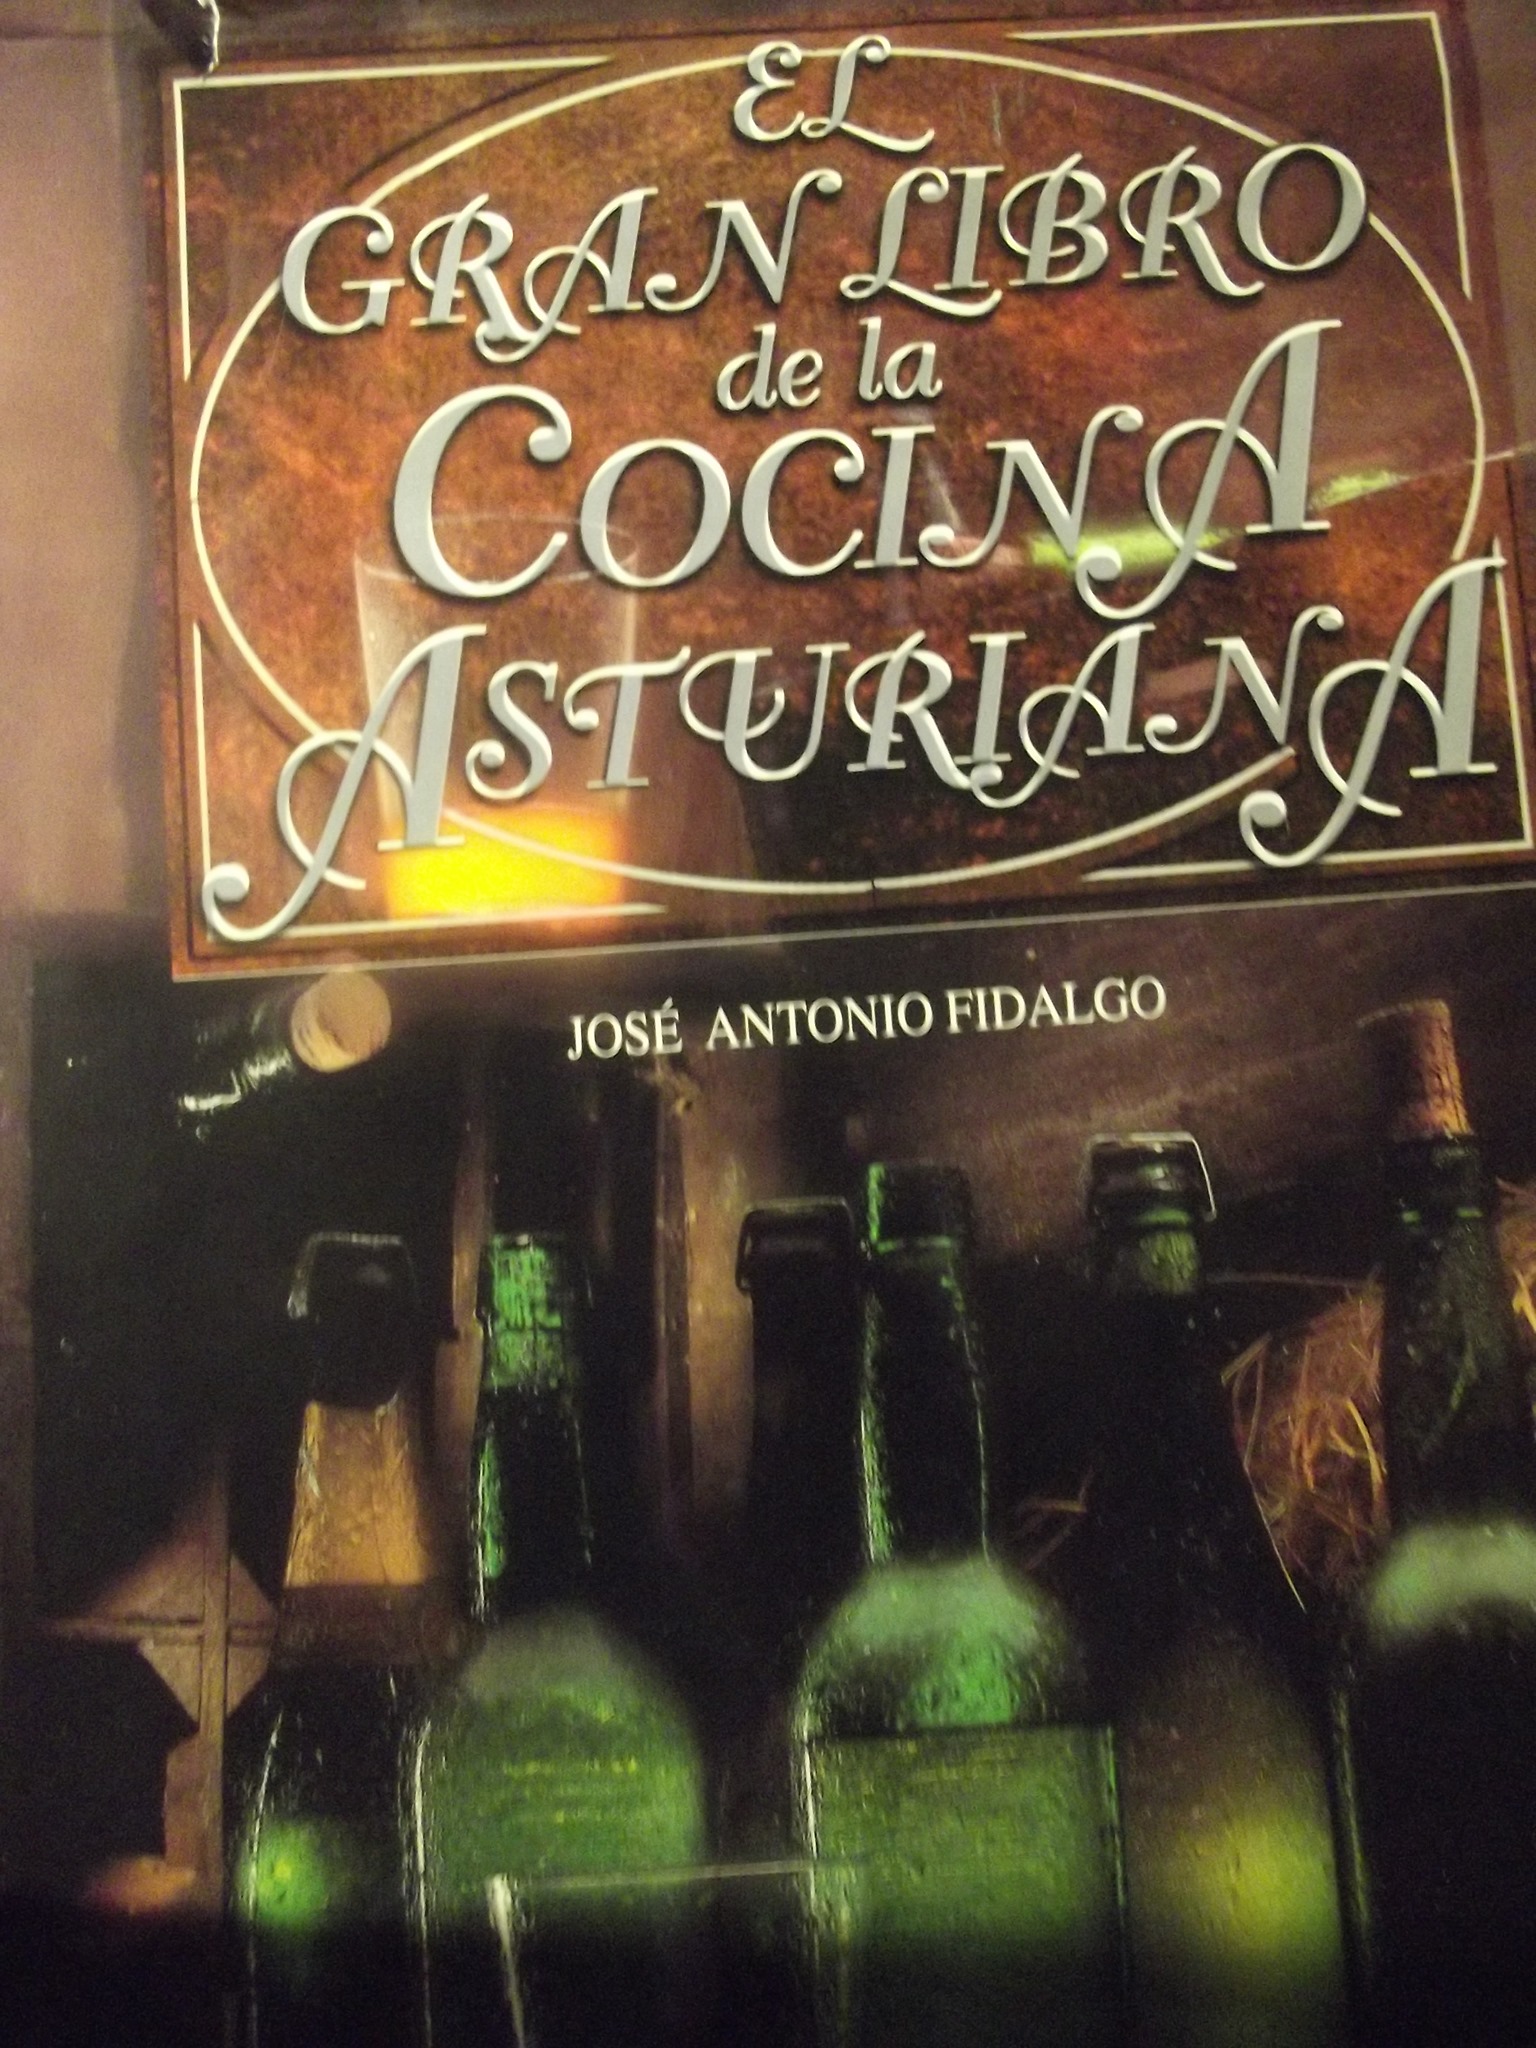 EL
GRAN LIBRO
de la
COCINA
ASTURIANA
JOSÉ ANTONIO FIDALGO